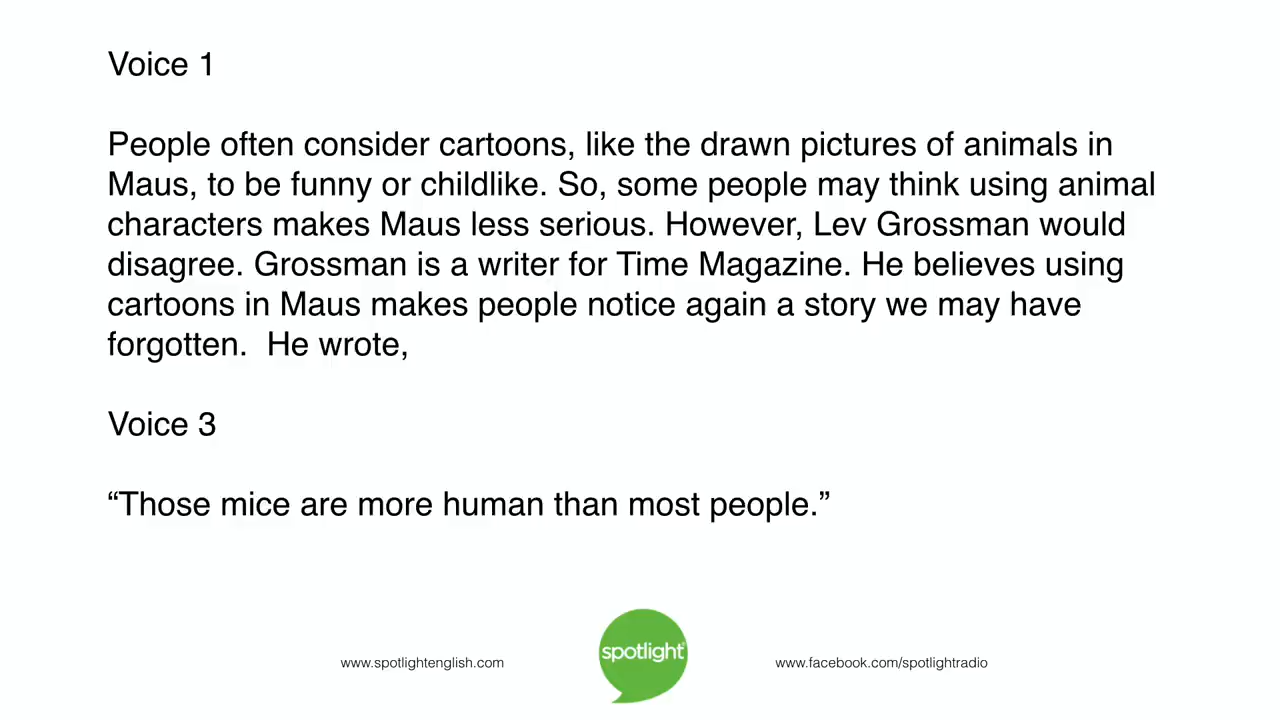 Voice 1
People often consider cartoons, like the drawn pictures of animals in
Maus, to be funny or childlike. So, some people may think using animal
characters makes Maus less serious. However, Lev Grossman would
disagree. Grossman is a writer for Time Magazine. He believes using
cartoons in Maus makes people notice again a story we may have
forgotten.  He wrote,
Voice 3
“Those mice are more human than most people.”
www.spotlightenglish.com
spotlight
www.facebook.com/spotlightradio